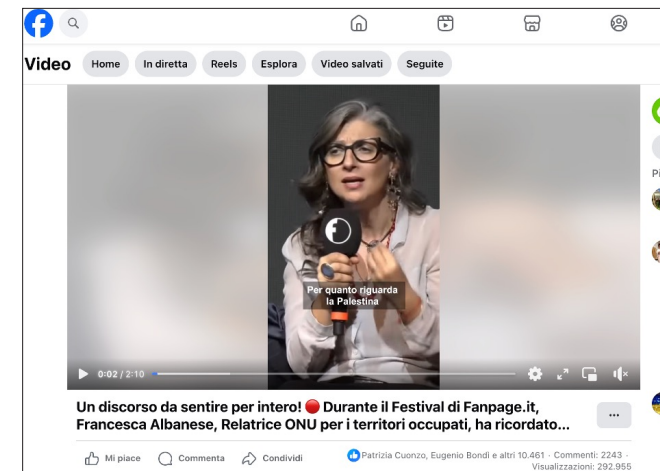 Video
Home
In diretta
Reels
Esplora
Video salvati
Seguite
Per quanto riguarda
la Palestina
0:02 / 2:10
Un discorso da sentire per intero! 🔴 Durante il Festival di Fanpage.it,
Francesca Albanese, Relatrice ONU per i territori occupati, ha ricordato...
Mi piace
Commenta
Condividi
Patrizia Cuonzo, Eugenio Bondi e altri 10.461 · Commenti: 2243 ·
Visualizzazioni: 292.955
Pi